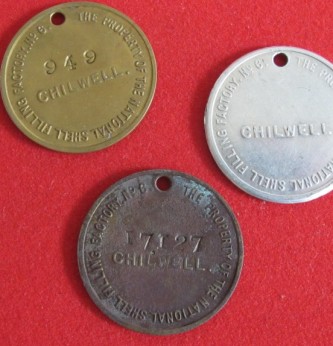 THE PROPERTY OF THE NATIONAL SHELL FILLING FACTORY. No 6.
949
CHILWELL.
THE PROPERTY OF THE NATIONAL SHELL FILLING FACTORY. No 6.
17127
CHILWELL.
THE
NATIONAL SHELL FILLING FACTORY. No 6.
CHILWELL.